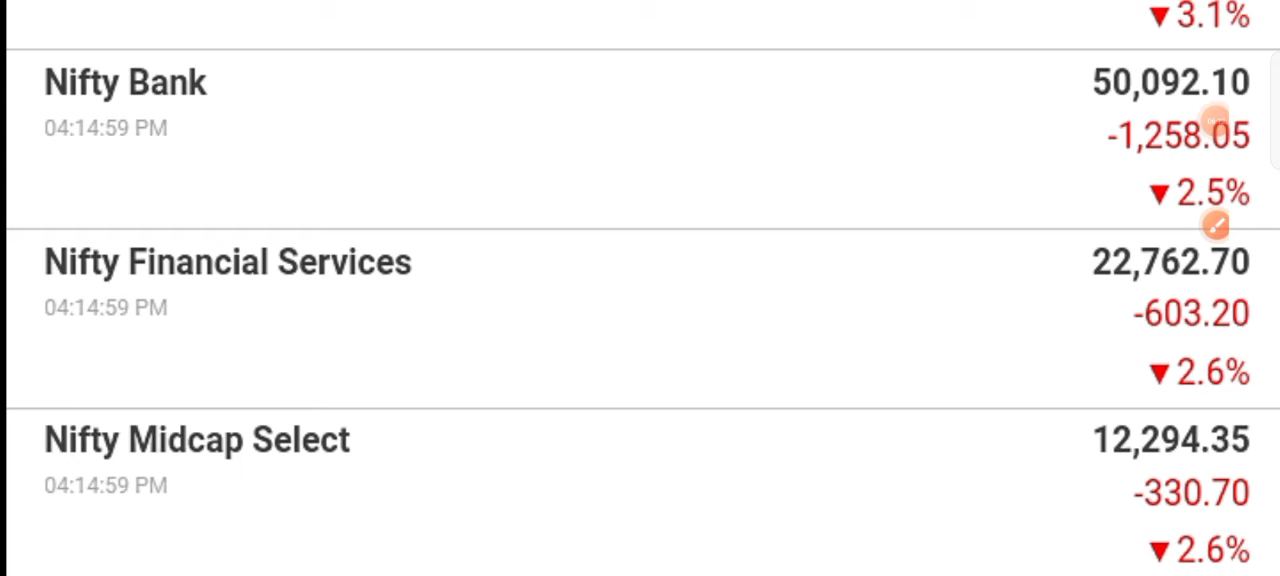 ▼3.1%
Nifty Bank 50,092.10
04:14:59 PM -1,258.05
▼2.5%
Nifty Financial Services 22,762.70
04:14:59 PM -603.20
▼2.6%
Nifty Midcap Select 12,294.35
04:14:59 PM -330.70
▼2.6%